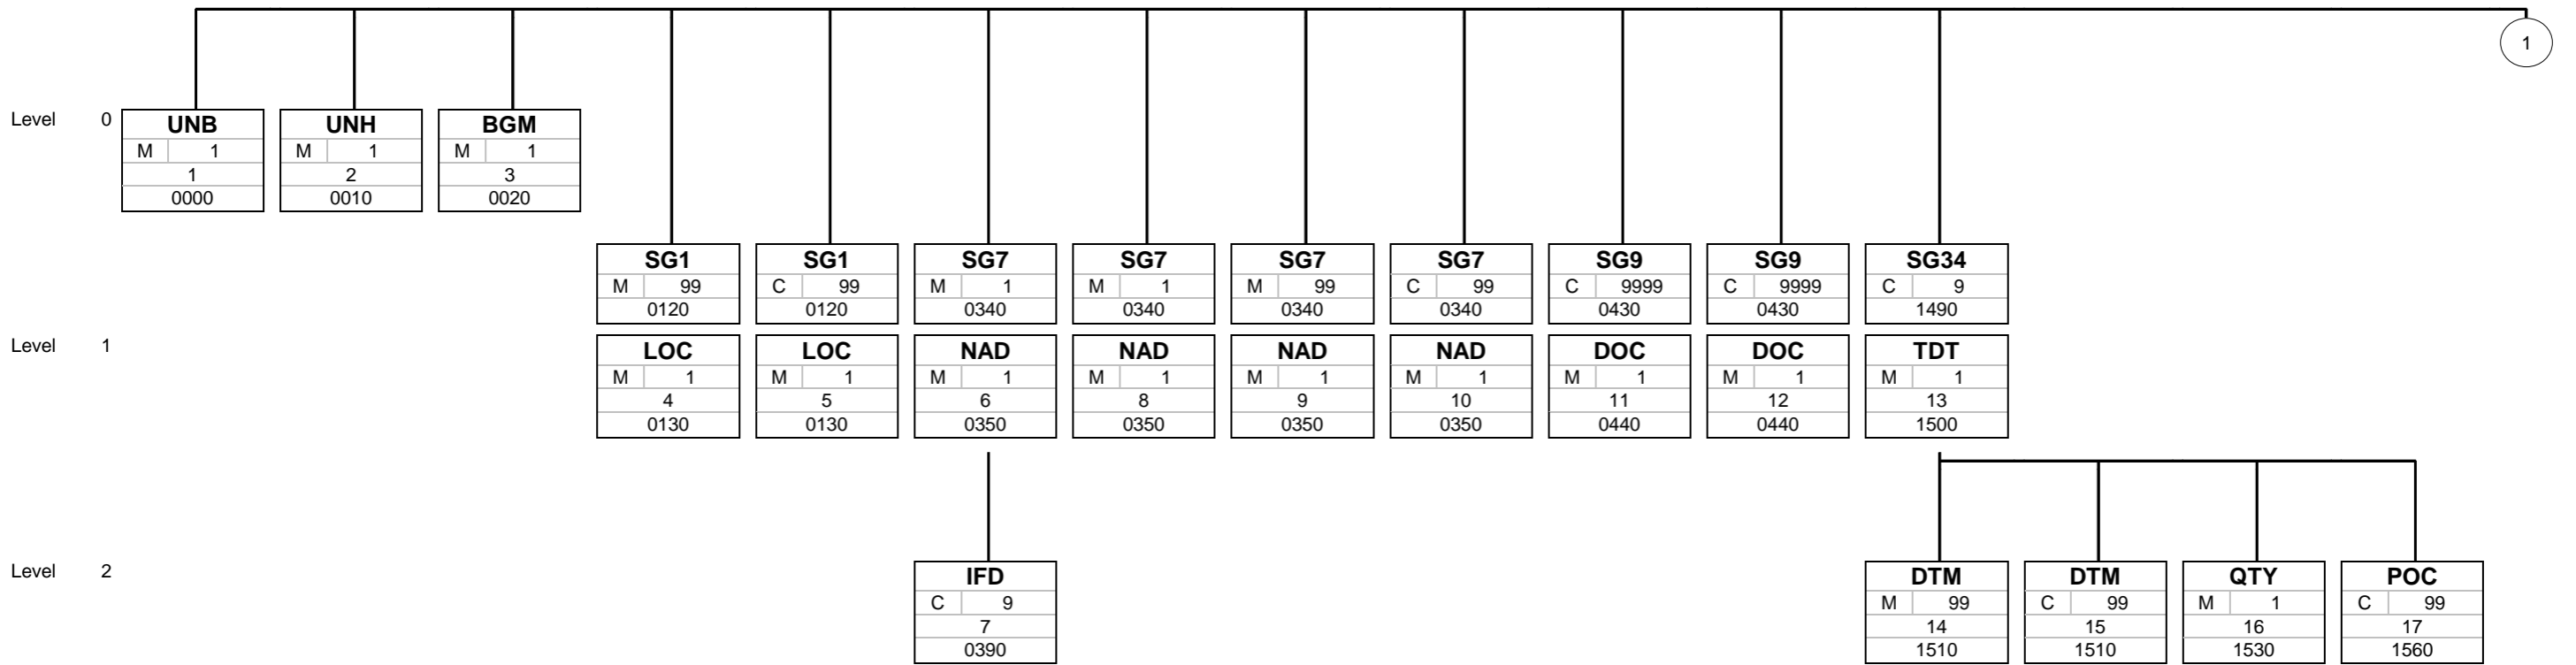 1
Level 0
UNB UNH BGM
M 1 M 1 M 1
1 2 3
0000 0010 0020
SG1 SG1 SG7 SG7 SG7 SG7 SG9 SG9 SG34
M 99 C 99 M 1 M 1 M 99 C 99 C 9999 C 9999 C 9
0120 0120 0340 0340 0340 0340 0430 0430 1490
Level 1
LOC LOC NAD NAD NAD NAD DOC DOC TDT
M 1 M 1 M 1 M 1 M 1 M 1 M 1 M 1 M 1
4 5 6 8 9 10 11 12 13
0130 0130 0350 0350 0350 0350 0440 0440 1500
Level 2
IFD DTM DTM QTY POC
C 9 M 99 C 99 M 1 C 99
7 14 15 16 17
0390 1510 1510 1530 1560